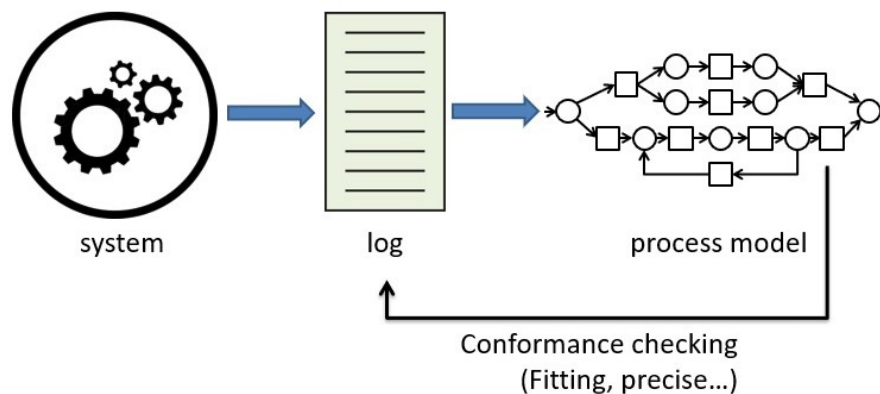 system
log
process model
Conformance checking
(Fitting, precise…)